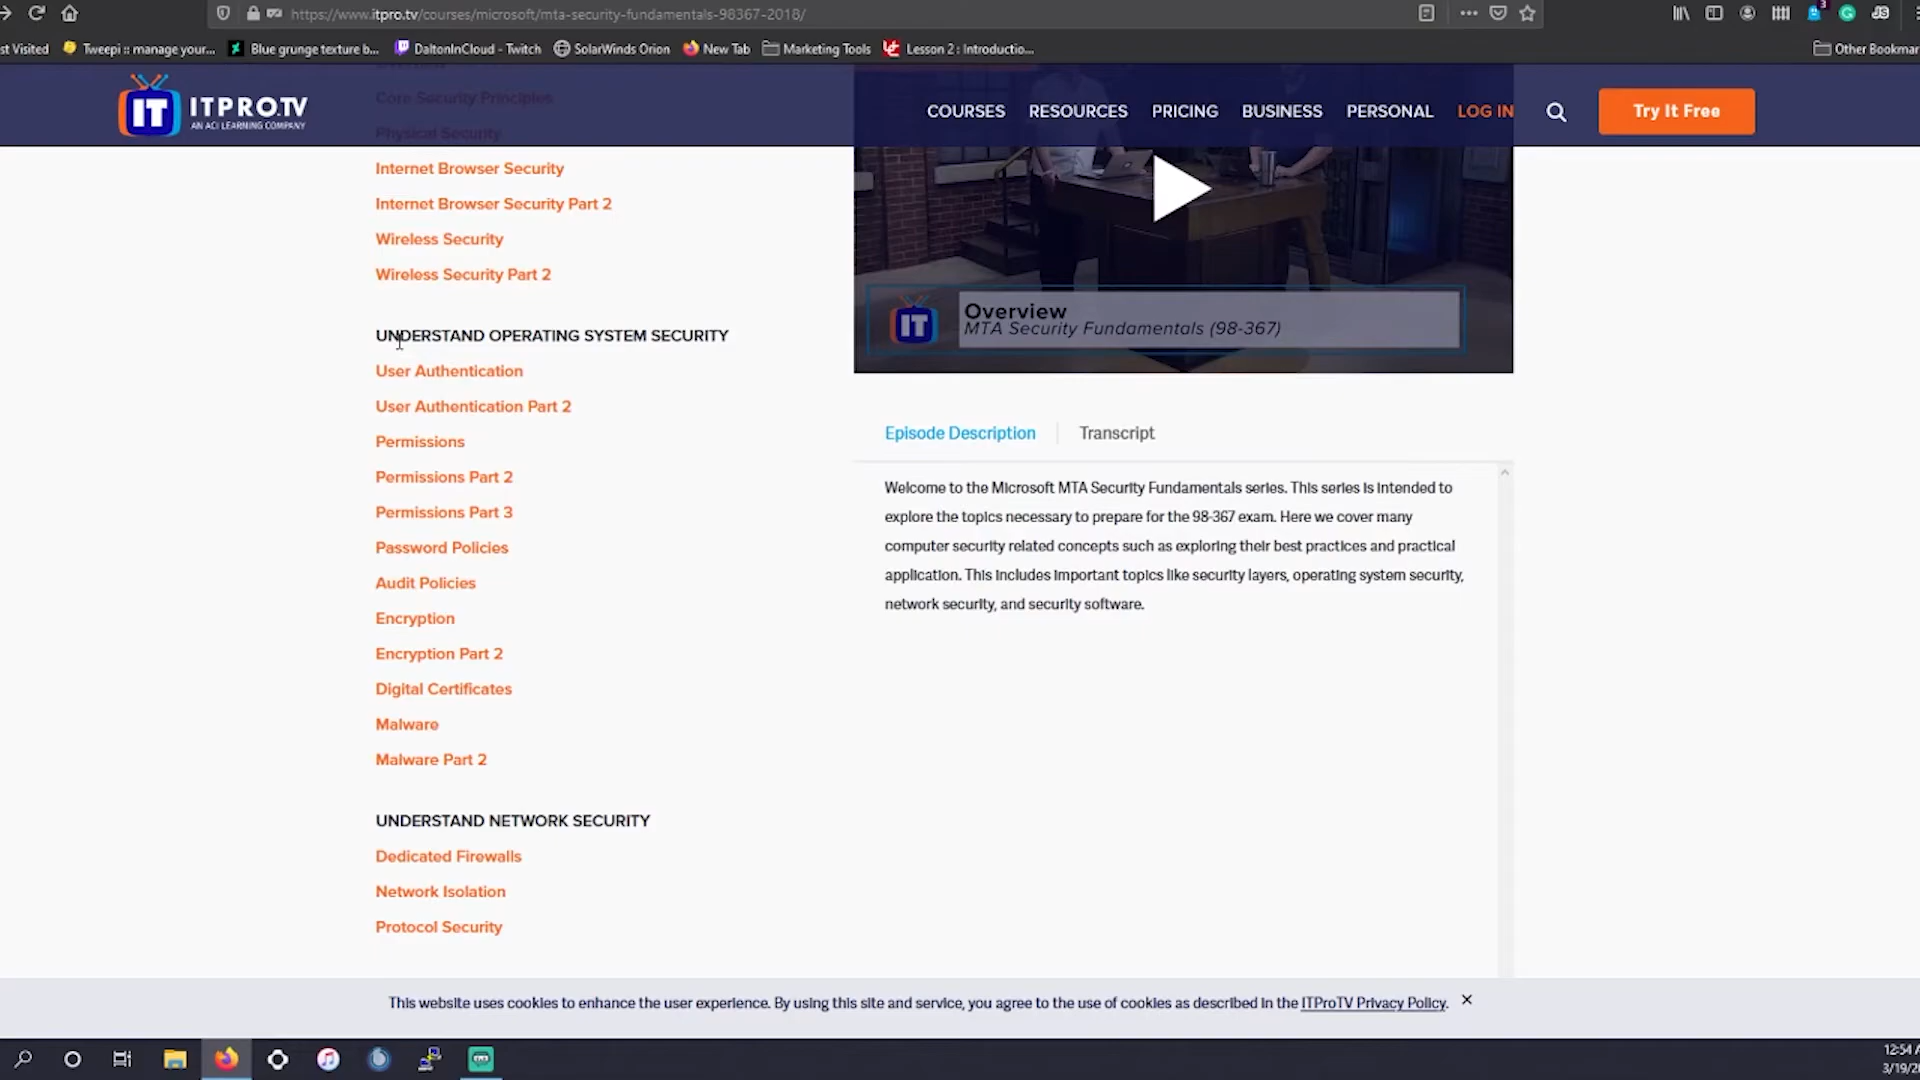 https://www.itpro.tv/courses/microsoft/mta-security-fundamentals-98367-2018/
st Visited
Tweepi :: manage your...
Blue grunge texture b...
DaltonInCloud - Twitch
SolarWinds Orion
New Tab
Marketing Tools
Lesson 2 : Introductio...
Other Bookmar
IT
ITPRO.TV
AN ACI LEARNING COMPANY
COURSES
RESOURCES
PRICING
BUSINESS
PERSONAL
LOG IN
Try It Free
Core Security Principles
Physical Security
Internet Browser Security
Internet Browser Security Part 2
Wireless Security
Wireless Security Part 2
UNDERSTAND OPERATING SYSTEM SECURITY
User Authentication
User Authentication Part 2
Permissions
Permissions Part 2
Permissions Part 3
Password Policies
Audit Policies
Encryption
Encryption Part 2
Digital Certificates
Malware
Malware Part 2
UNDERSTAND NETWORK SECURITY
Dedicated Firewalls
Network Isolation
Protocol Security
IT
Overview
MTA Security Fundamentals (98-367)
Episode Description
Transcript
Welcome to the Microsoft MTA Security Fundamentals series. This series is intended to
explore the topics necessary to prepare for the 98-367 exam. Here we cover many
computer security related concepts such as exploring their best practices and practical
application. This includes important topics like security layers, operating system security,
network security, and security software.
This website uses cookies to enhance the user experience. By using this site and service, you agree to the use of cookies as described in the ITProTV Privacy Policy.
12:54 A
3/19/2